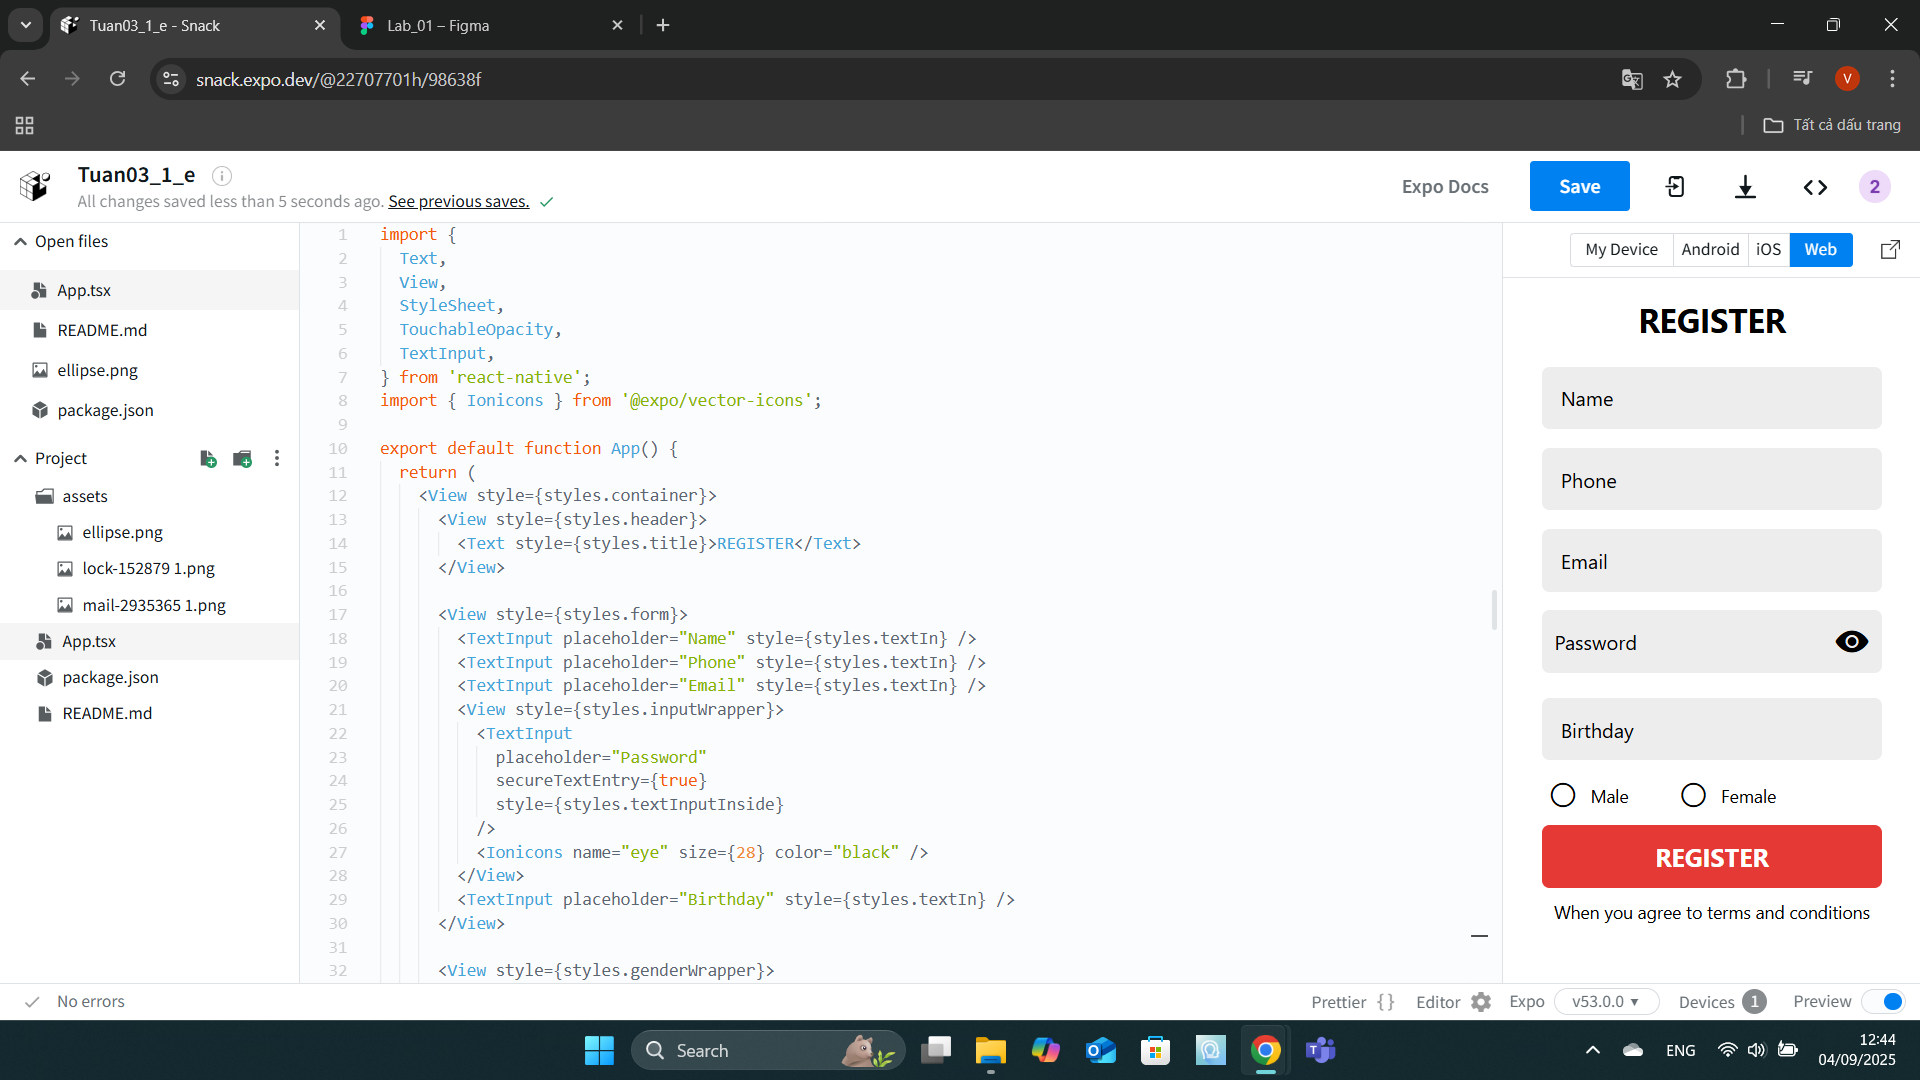 Tuan03_1_e - Snack
Lab_01 – Figma
snack.expo.dev/@22707701h/98638f
V
Tất cả dấu trang
Tuan03_1_e
All changes saved less than 5 seconds ago. See previous saves.
Expo Docs
Save
2
Open files
App.tsx
README.md
ellipse.png
package.json
Project
assets
ellipse.png
lock-152879 1.png
mail-2935365 1.png
App.tsx
package.json
README.md
1 import {
2 Text,
3 View,
4 StyleSheet,
5 TouchableOpacity,
6 TextInput,
7 } from 'react-native';
8 import { Ionicons } from '@expo/vector-icons';
9
10 export default function App() {
11 return (
12 <View style={styles.container}>
13 <View style={styles.header}>
14 <Text style={styles.title}>REGISTER</Text>
15 </View>
16
17 <View style={styles.form}>
18 <TextInput placeholder="Name" style={styles.textIn} />
19 <TextInput placeholder="Phone" style={styles.textIn} />
20 <TextInput placeholder="Email" style={styles.textIn} />
21 <View style={styles.inputWrapper}>
22 <TextInput
23 placeholder="Password"
24 secureTextEntry={true}
25 style={styles.textInputInside}
26 />
27 <Ionicons name="eye" size={28} color="black" />
28 </View>
29 <TextInput placeholder="Birthday" style={styles.textIn} />
30 </View>
31
32 <View style={styles.genderWrapper}>
My Device
Android
iOS
Web
REGISTER
Name
Phone
Email
Password
Birthday
Male
Female
REGISTER
When you agree to terms and conditions
No errors
Prettier { }
Editor
Expo
v53.0.0 ▾
Devices 1
Preview
Search
ENG
12:44
04/09/2025